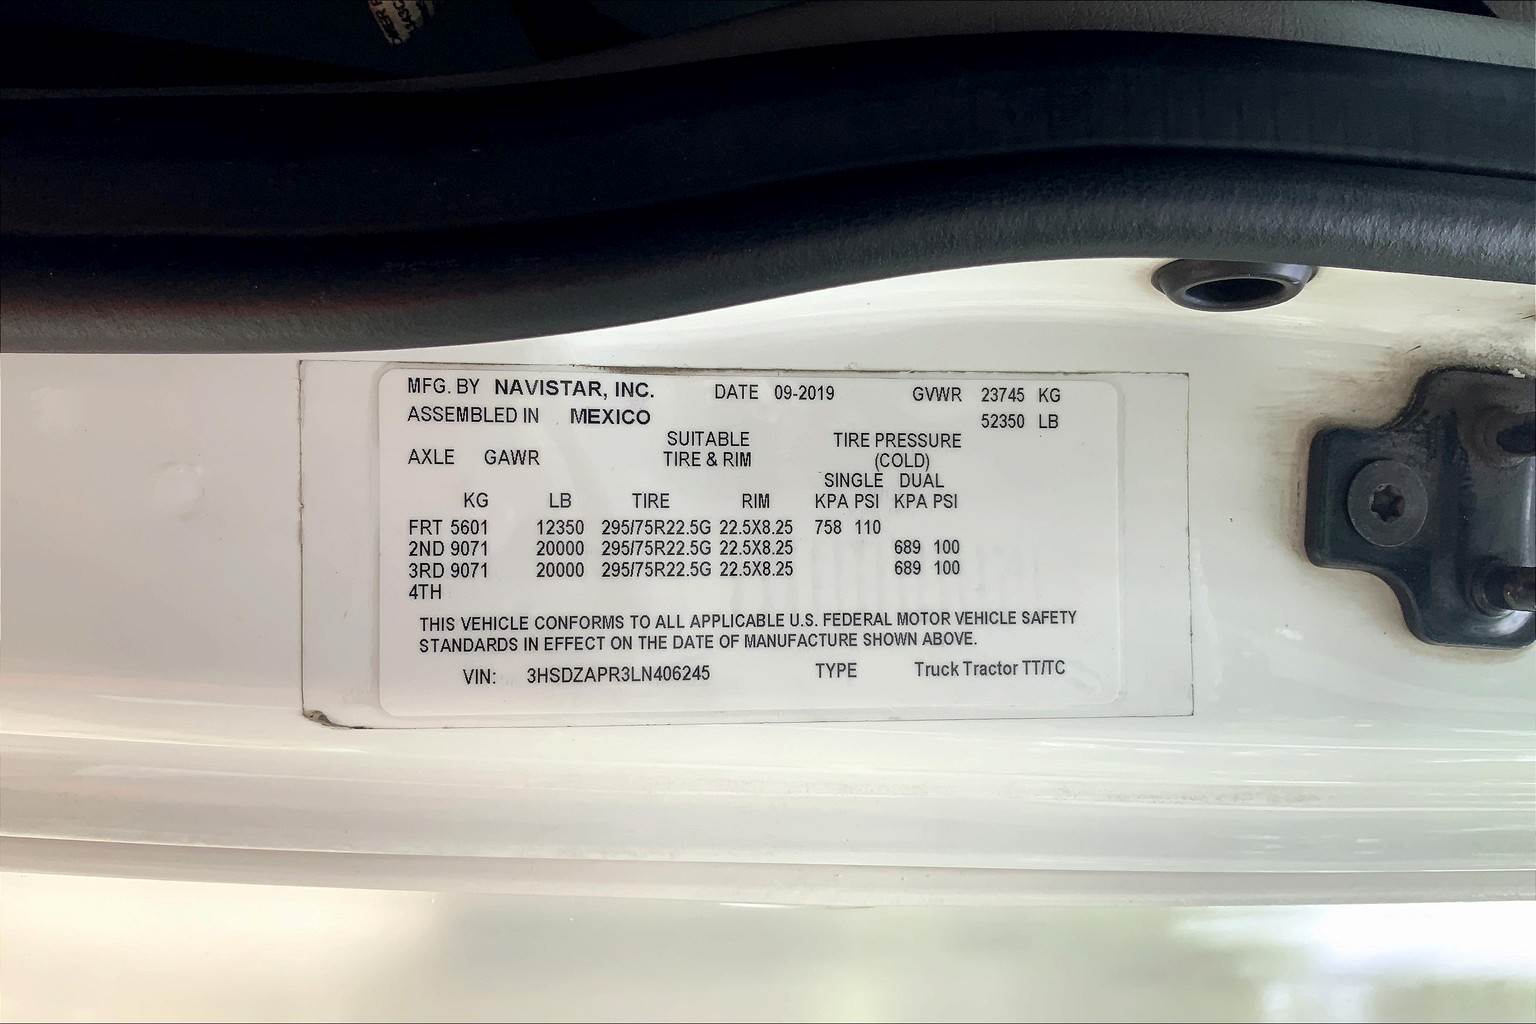 MFG. BY NAVISTAR, INC. DATE 09-2019 GVWR 23745 KG
ASSEMBLED IN MEXICO 52350 LB
SUITABLE TIRE PRESSURE
AXLE GAWR TIRE & RIM (COLD)
SINGLE DUAL
KG LB TIRE RIM KPA PSI KPA PSI
FRT 5601 12350 295/75R22.5G 22.5X8.25 758 110
2ND 9071 20000 295/75R22.5G 22.5X8.25 689 100
3RD 9071 20000 295/75R22.5G 22.5X8.25 689 100
4TH
THIS VEHICLE CONFORMS TO ALL APPLICABLE U.S. FEDERAL MOTOR VEHICLE SAFETY
STANDARDS IN EFFECT ON THE DATE OF MANUFACTURE SHOWN ABOVE.
VIN: 3HSDZAPR3LN406245 TYPE Truck Tractor TT/TC